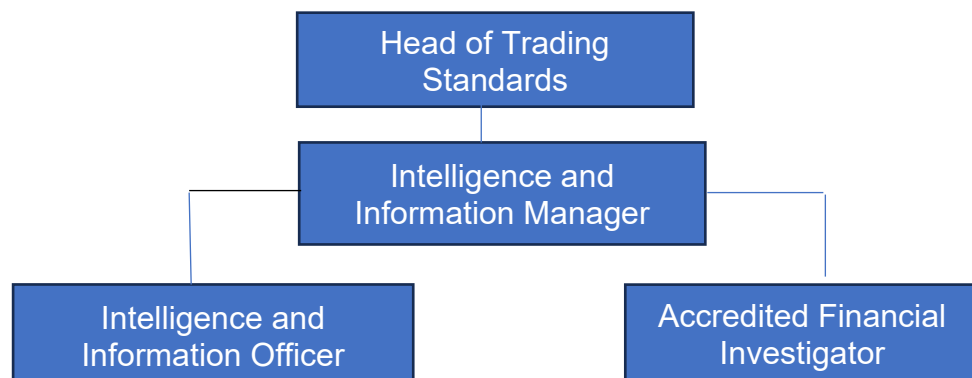 Head of Trading
Standards
Intelligence and
Information Manager
Intelligence and
Information Officer
Accredited Financial
Investigator